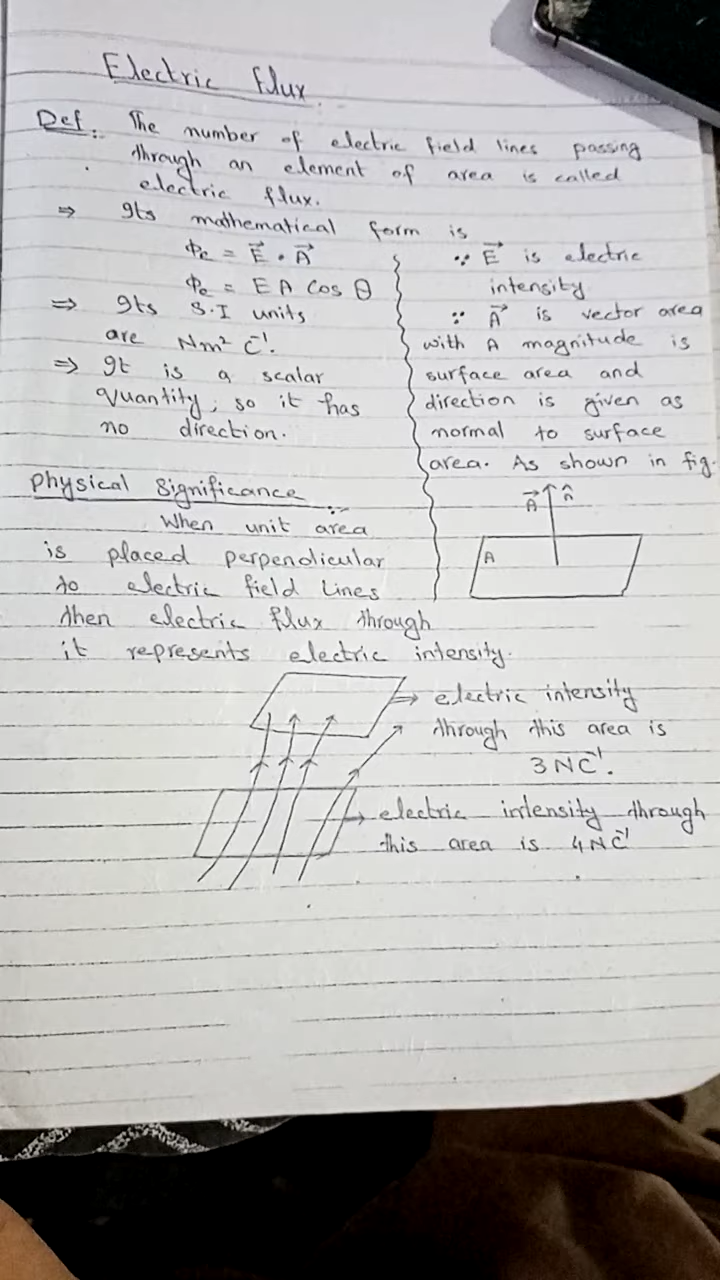 Electric Flux
Def: The number of electric field lines passing
through an element of area is called
electric flux.
⇒ Its mathematical form is
Φe = E⃗ . A⃗
Φe = E A Cos θ
⇒ Its S.I units
are Nm² C⁻¹.
⇒ It is a scalar
quantity, so it has
no direction.
∵ E⃗ is electric
intensity
∵ A⃗ is vector area
with A magnitude is
surface area and
direction is given as
normal to surface
area. As shown in fig.
A⃗ n̂
A
Physical Significance :-
When unit area
is placed perpendicular
to electric field lines
then electric flux through
it represents electric intensity.
⇒ electric intensity
through this area is
3 NC⁻¹.
→ electric intensity through
this area is 4NC⁻¹